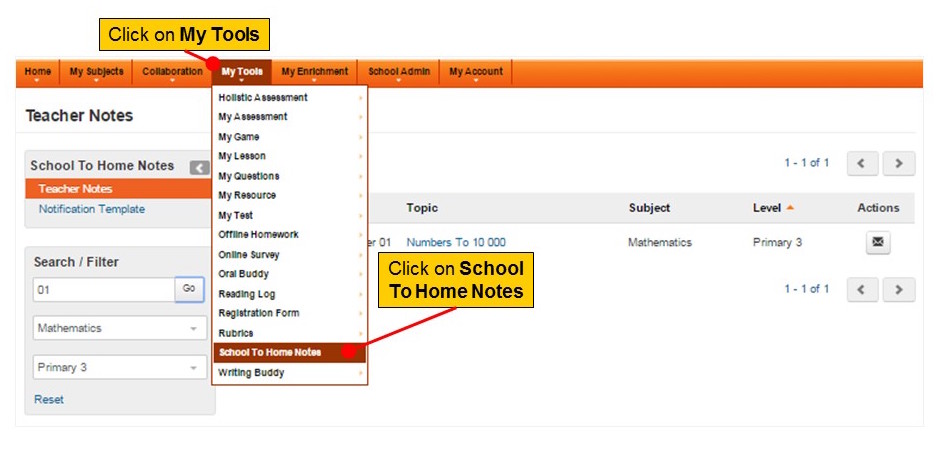 Click on My Tools
Home My Subjects Collaboration My Tools My Enrichment School Admin My Account
Teacher Notes
School To Home Notes
Teacher Notes
Notification Template
Search / Filter
01 Go
Mathematics
Primary 3
Reset
Holistic Assessment
My Assessment
My Game
My Lesson
My Questions
My Resource
My Test
Offline Homework
Online Survey
Oral Buddy
Reading Log
Registration Form
Rubrics
School To Home Notes
Writing Buddy
1 - 1 of 1
Topic Subject Level Actions
er 01 Numbers To 10 000 Mathematics Primary 3
Click on School
To Home Notes
1 - 1 of 1